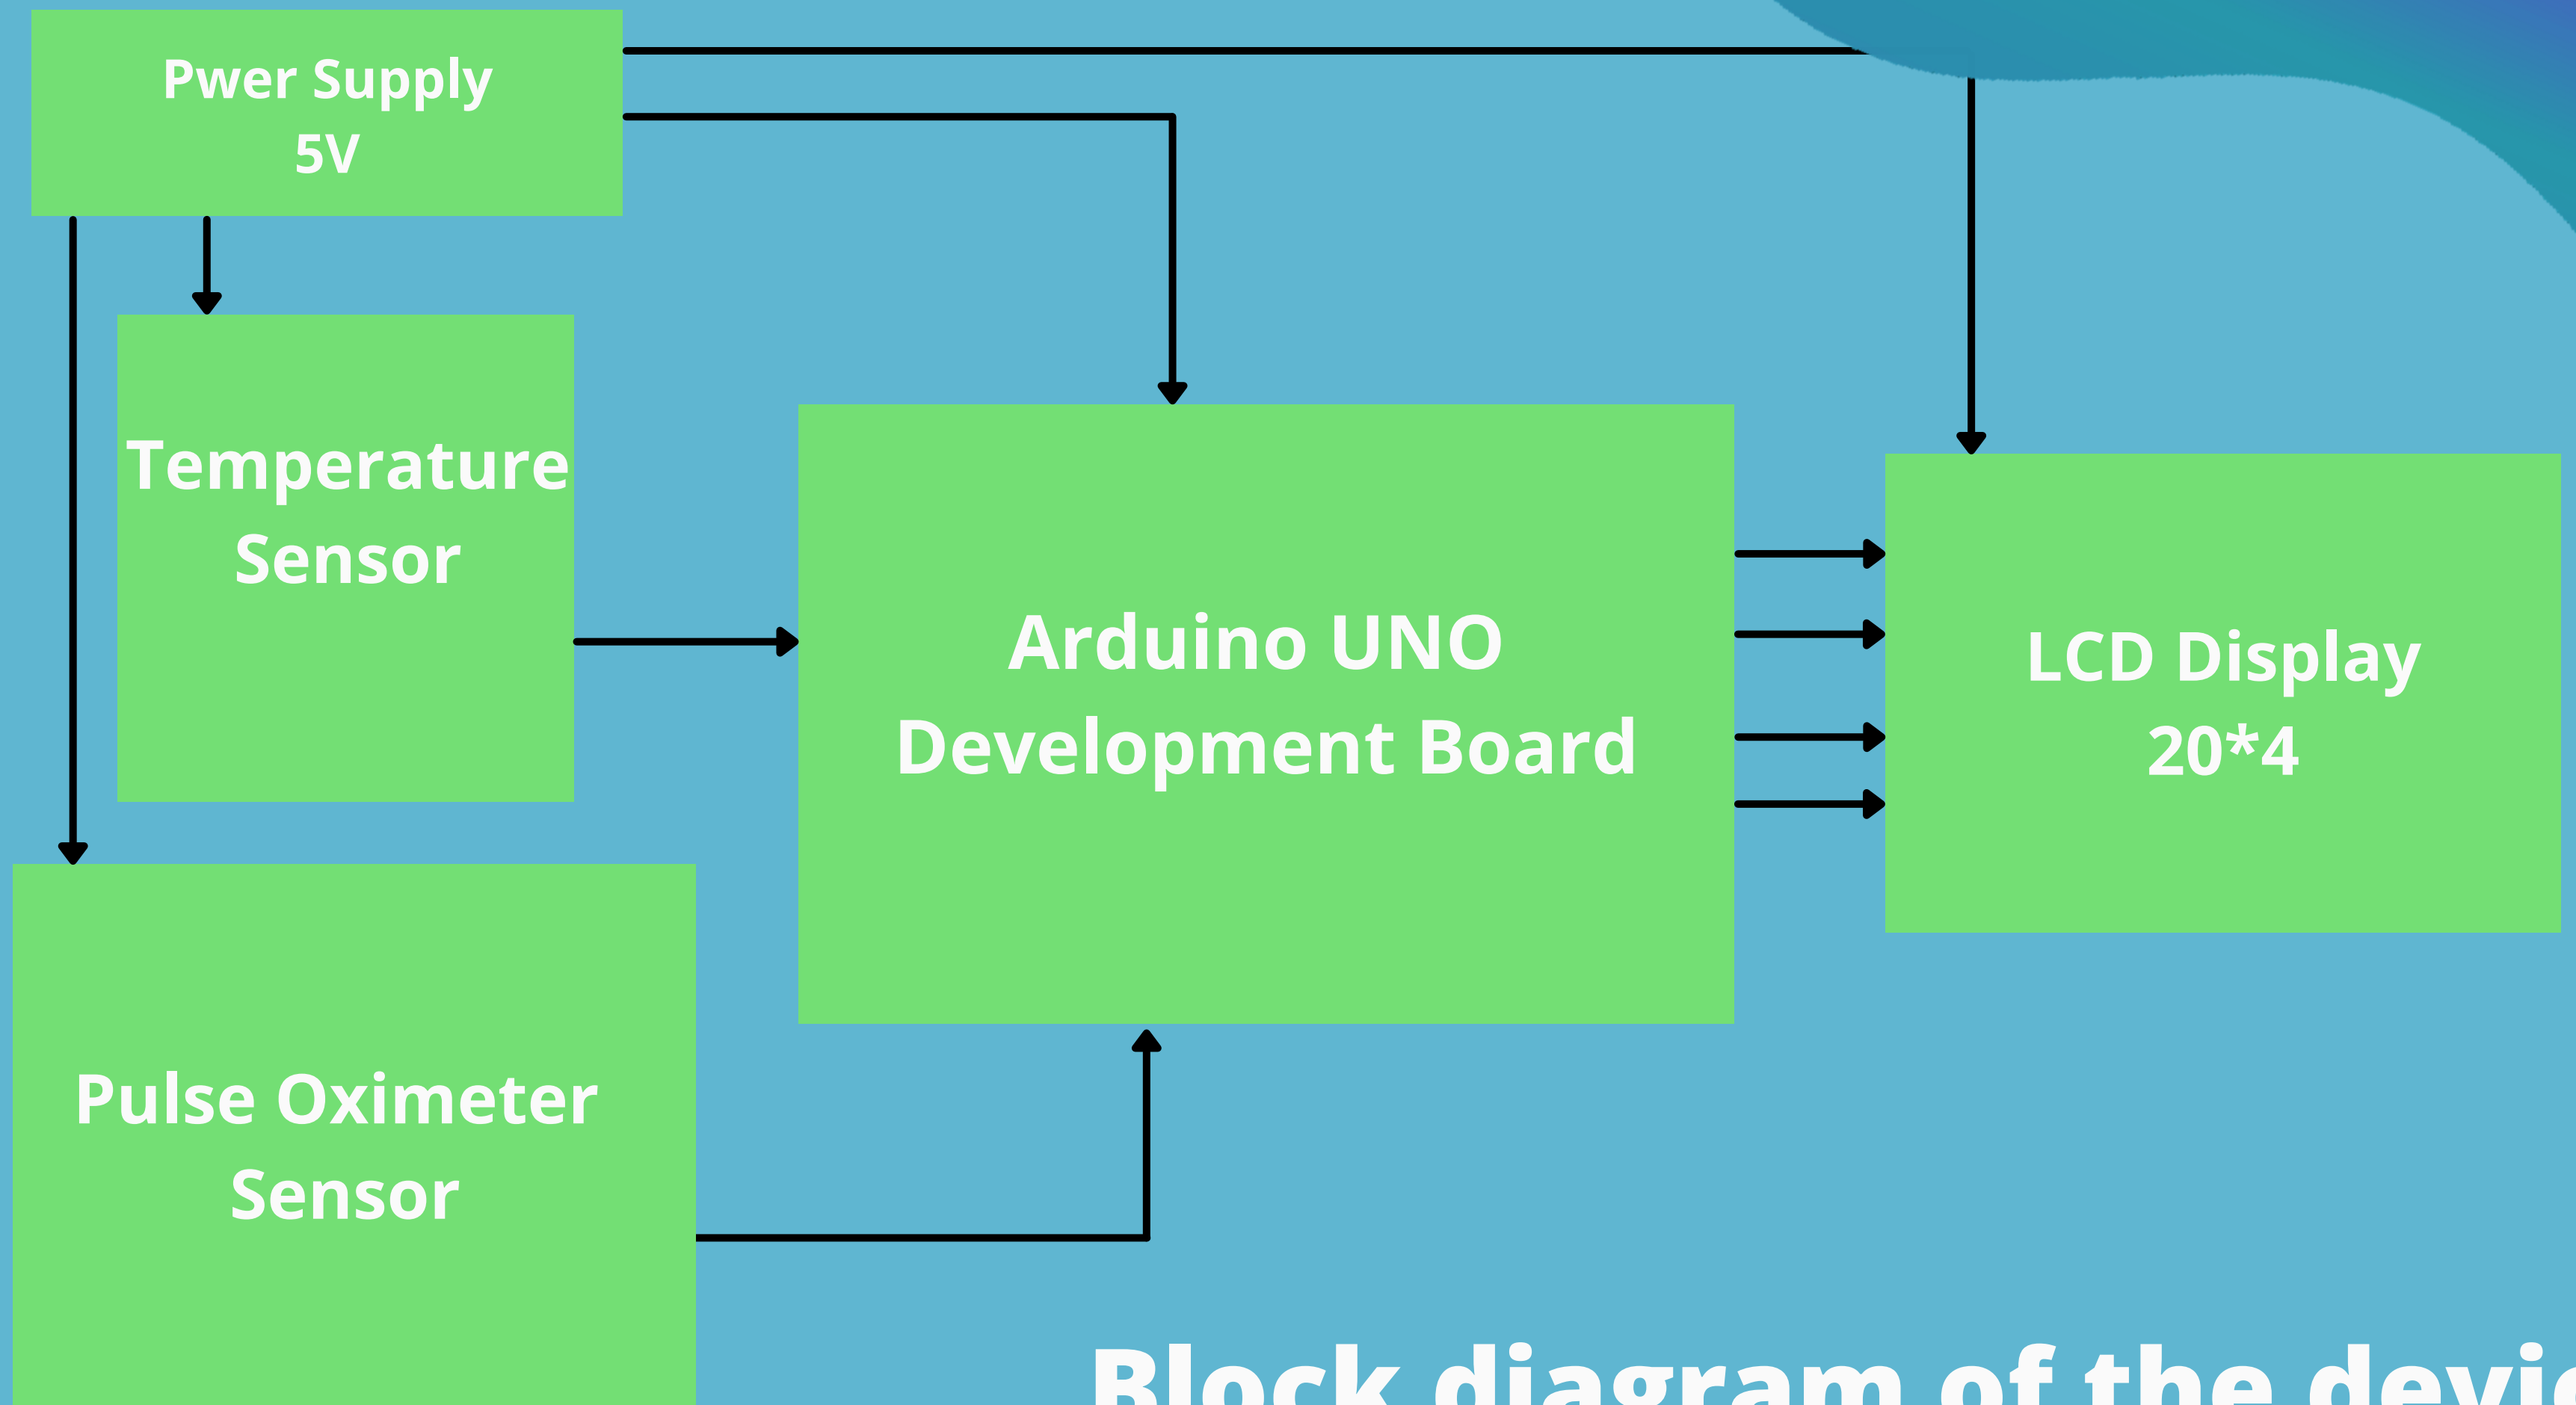 Pwer Supply
5V
Temperature
Sensor
Arduino UNO
Development Board
LCD Display
20*4
Pulse Oximeter
Sensor
Block diagram of the